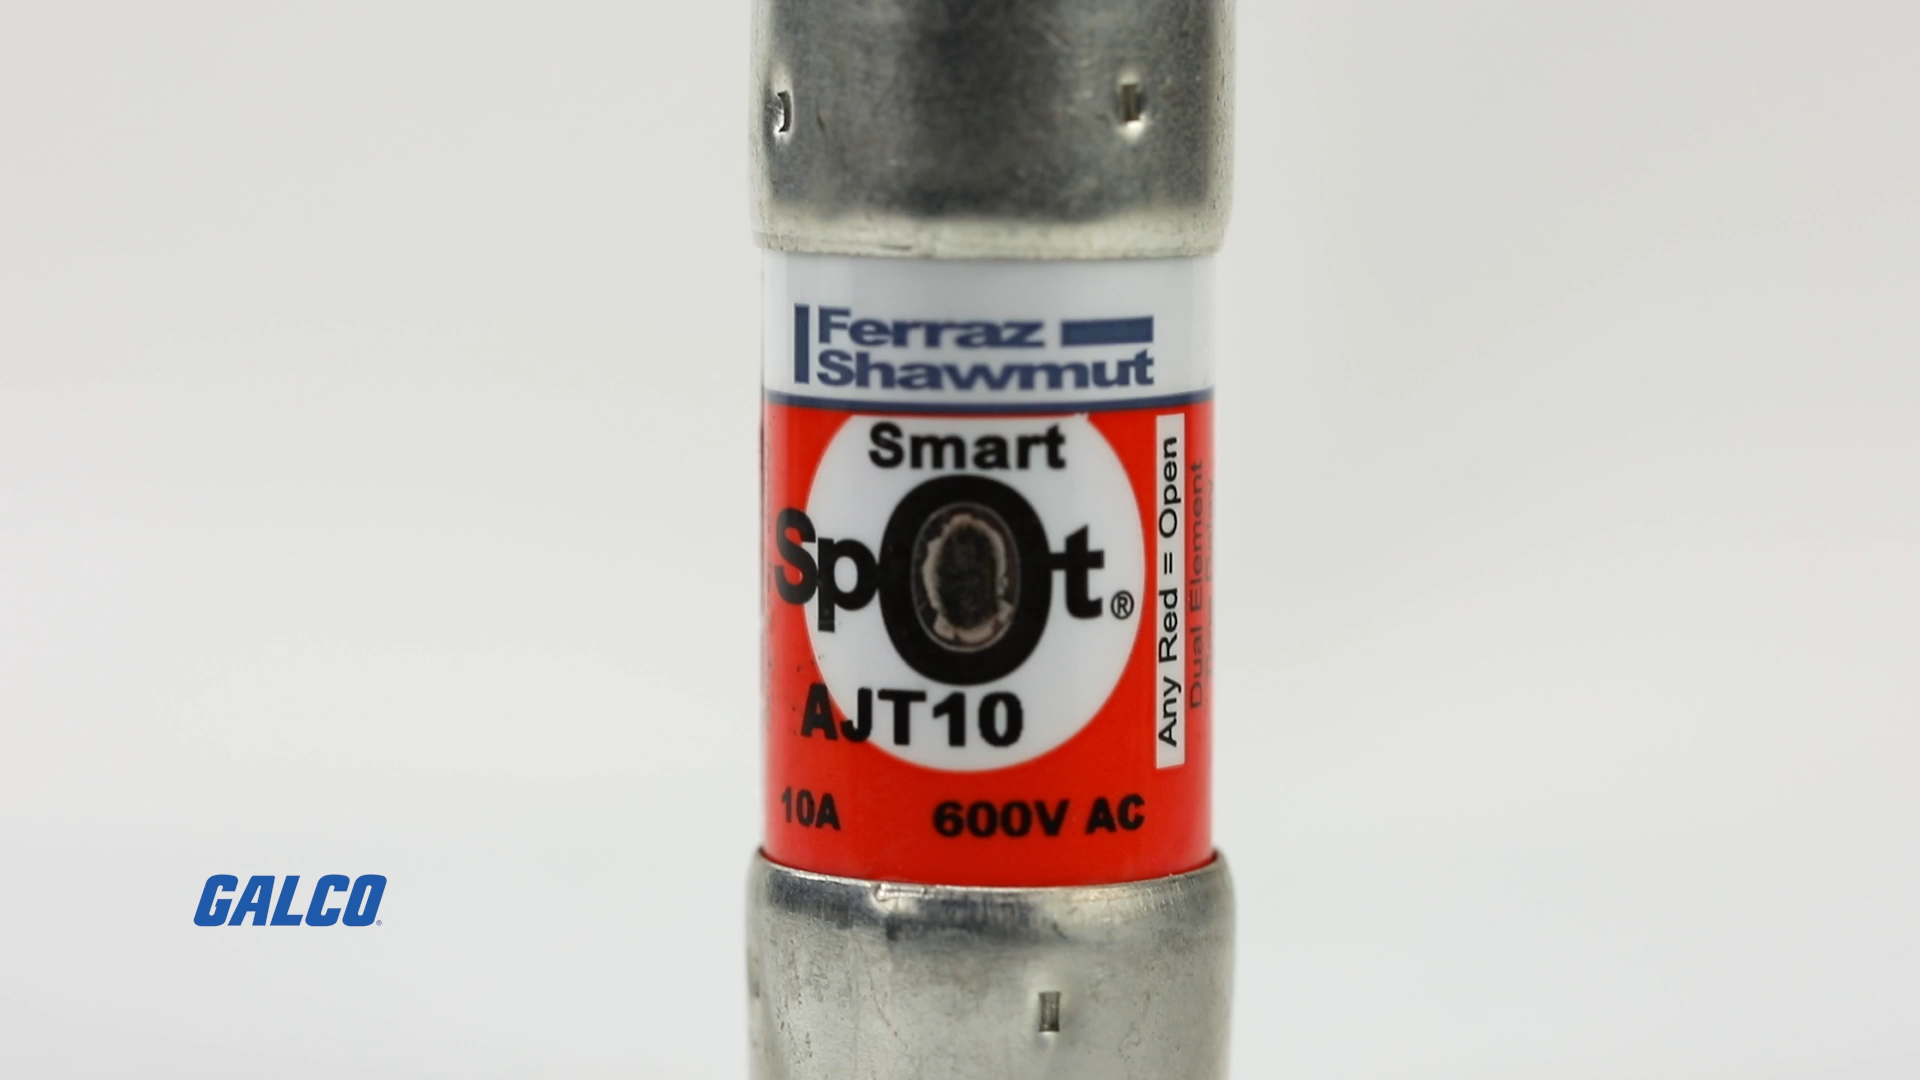 Ferraz
Shawmut
Smart
Spot®
AJT10
10A 600V AC
Any Red = Open
Dual Element
GALCO®